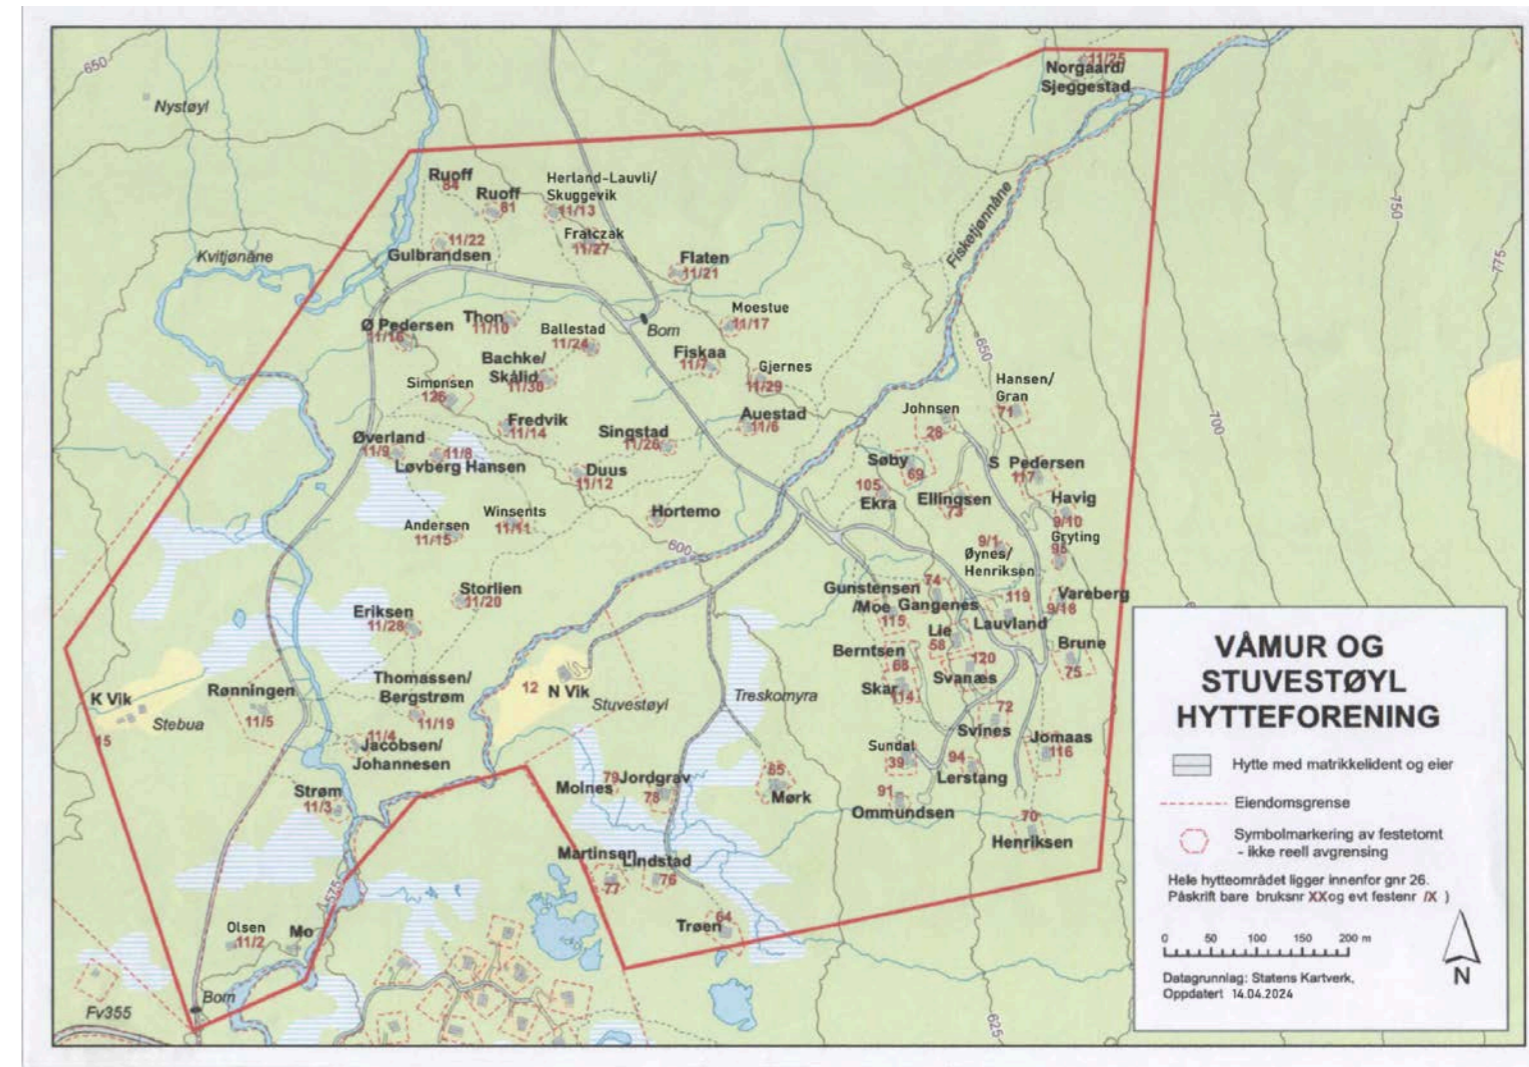 650
Nystøyl
11/25
Norgaard/
Sjeggestad
Ruoff
84
Ruoff
81
Herland-Lauvli/
Skuggevik
11/13
Fratczak
11/27
11/22
Gulbrandsen
Kvitjønåne
Flaten
11/21
Fisketjønnåne
750
775
Ø Pedersen
11/16
Thon
11/10
Ballestad
11/24
Bom
Moestue
11/17
Bachke/
Skålid
11/30
Fiskaa
11/7
Gjernes
11/29
650
Simonsen
126
Hansen/
Gran
71
Johnsen
28
700
Fredvik
11/14
Singstad
11/26
Auestad
11/6
Øverland
11/9
11/8
Løvberg Hansen
Duus
11/12
Søby
69
S Pedersen
117
105
Ekra
Ellingsen
73
Havig
9/10
Andersen
11/15
Winsents
11/11
Hortemo
600
9/1
Øynes/
Henriksen
Gryting
95
Storlien
11/20
Eriksen
11/28
Gunstensen
/Moe
115
74
Gangenes
119
Lauvland
Vareberg
9/18
Lie
58
Berntsen
68
Brune
75
120
Svanæs
Skar
114
K Vik
15
Stebua
Rønningen
11/5
Thomassen/
Bergstrøm
11/19
12
N Vik
Stuvestøyl
Treskomyra
72
Svines
11/4
Jacobsen/
Johannesen
Sundal
39
94
Lerstang
Jomaas
116
Strøm
11/3
79
Molnes
Jordgrav
78
65
Mørk
91
Ommundsen
70
Henriksen
Martinsen
77
Lindstad
76
575
64
Trøen
Olsen
11/2
Mo
Bom
Fv355
625
VÅMUR OG
STUVESTØYL
HYTTEFORENING
Hytte med matrikkelident og eier
Eiendomsgrense
Symbolmarkering av festetomt
- ikke reell avgrensing
Hele hytteområdet ligger innenfor gnr 26.
Påskrift bare bruksnr XX og evt festenr /X )
0 50 100 150 200 m
N
Datagrunnlag: Statens Kartverk,
Oppdatert 14.04.2024